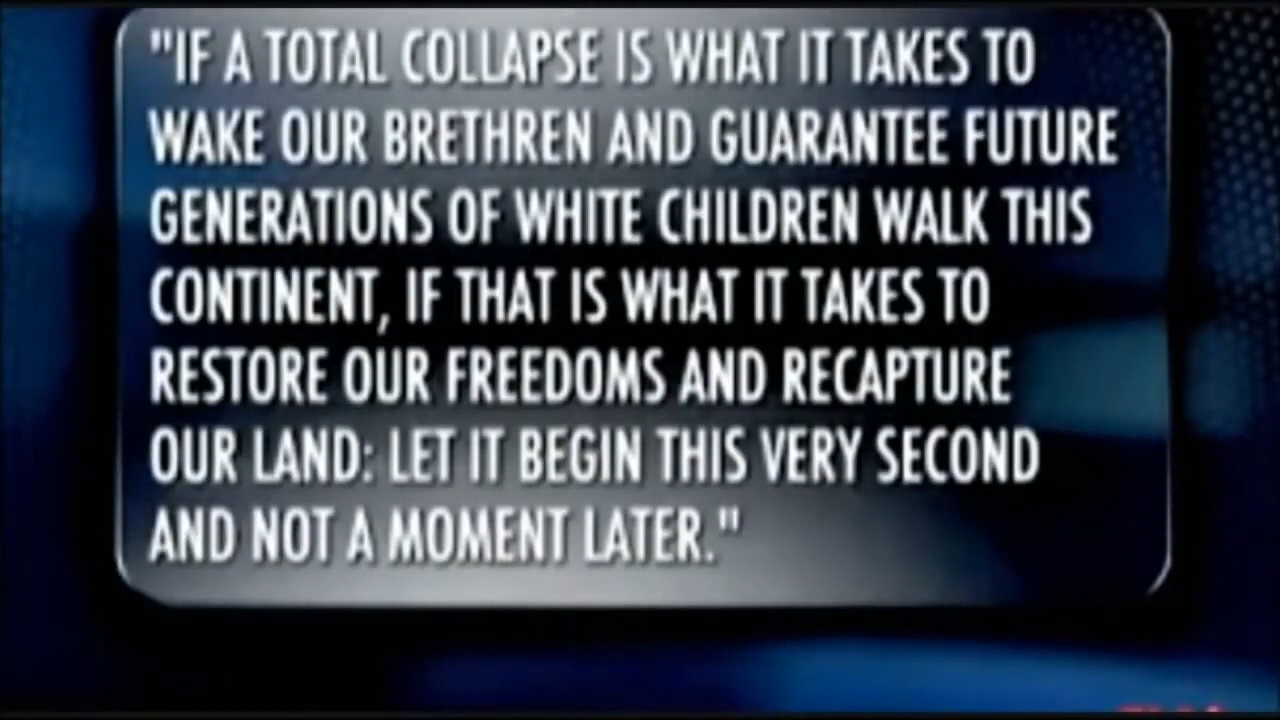 "IF A TOTAL COLLAPSE IS WHAT IT TAKES TO
WAKE OUR BRETHREN AND GUARANTEE FUTURE
GENERATIONS OF WHITE CHILDREN WALK THIS
CONTINENT, IF THAT IS WHAT IT TAKES TO
RESTORE OUR FREEDOMS AND RECAPTURE
OUR LAND: LET IT BEGIN THIS VERY SECOND
AND NOT A MOMENT LATER."